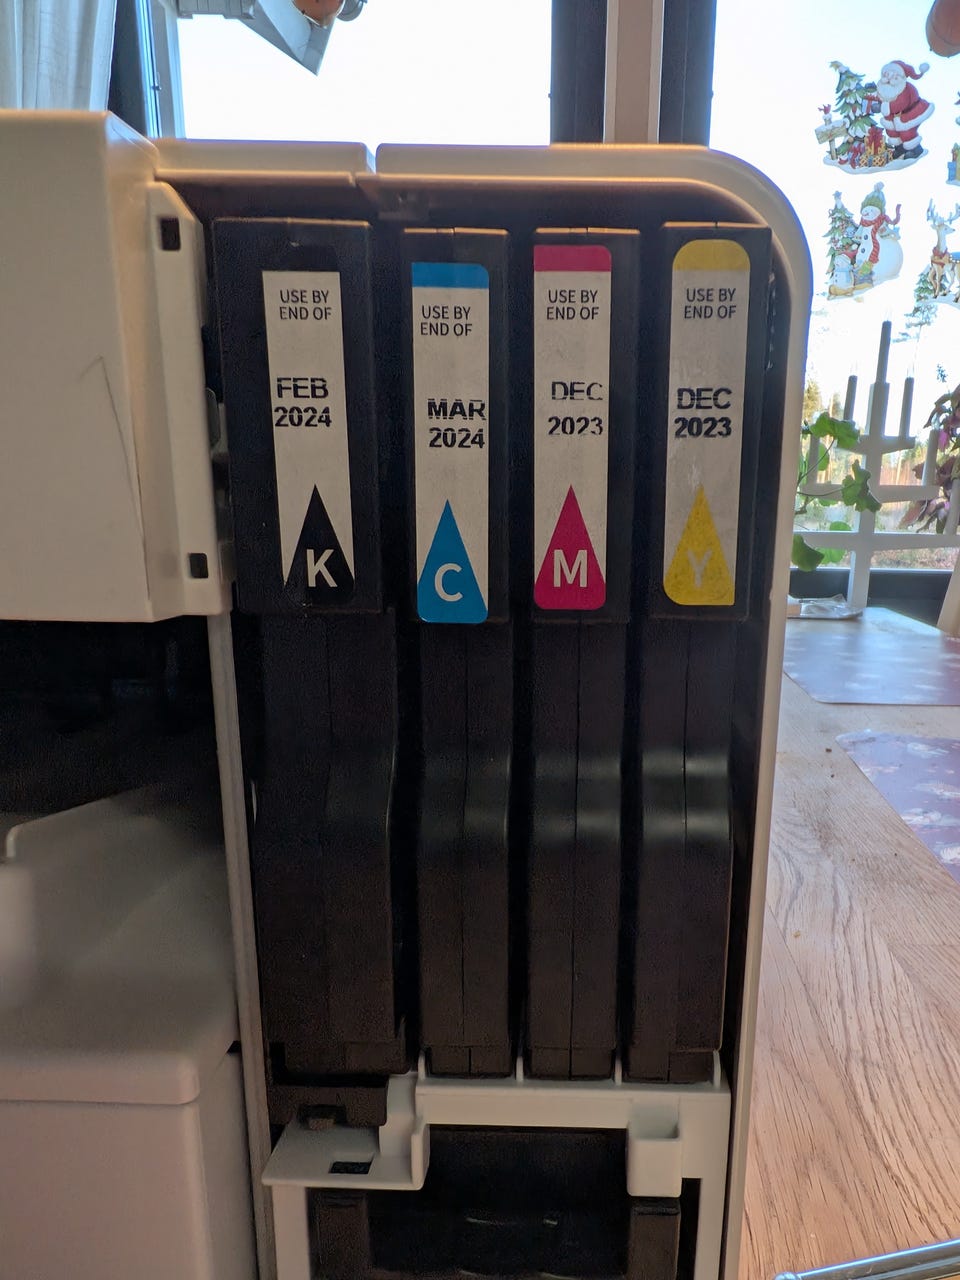 USE BY
END OF
FEB
2024
K
USE BY
END OF
MAR
2024
C
USE BY
END OF
DEC
2023
M
USE BY
END OF
DEC
2023
Y